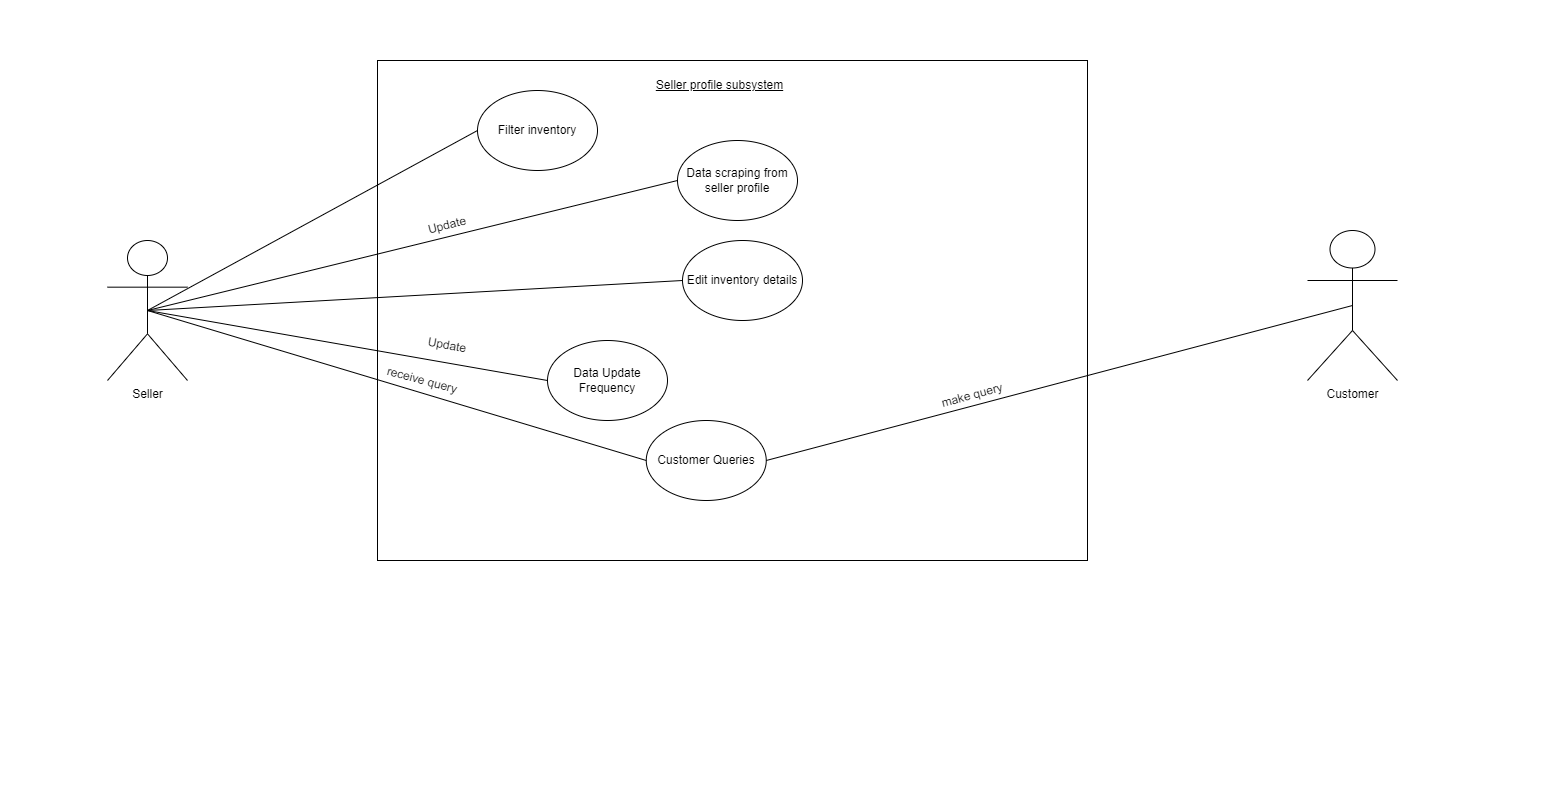 Seller profile subsystem
Filter inventory
Data scraping from
seller profile
Update
Edit inventory details
Update
Data Update
Frequency
receive query
Customer Queries
make query
Seller
Customer